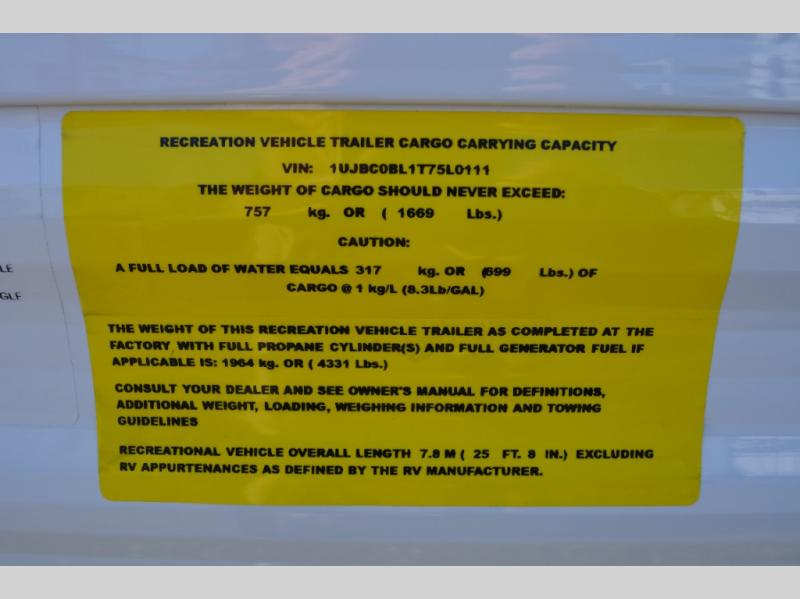 RECREATION VEHICLE TRAILER CARGO CARRYING CAPACITY
VIN: 1UJBC0BL1T75L0111
THE WEIGHT OF CARGO SHOULD NEVER EXCEED:
757 kg. OR ( 1669 Lbs.)
CAUTION:
A FULL LOAD OF WATER EQUALS 317 kg. OR (699 Lbs.) OF
CARGO @ 1 kg/L (8.3Lb/GAL)
THE WEIGHT OF THIS RECREATION VEHICLE TRAILER AS COMPLETED AT THE
FACTORY, WITH FULL PROPANE CYLINDER(S) AND FULL GENERATOR FUEL IF
APPLICABLE IS: 1964 kg. OR ( 4331 Lbs.)
CONSULT YOUR DEALER AND SEE OWNER'S MANUAL FOR DEFINITIONS,
ADDITIONAL WEIGHT, LOADING, WEIGHING INFORMATION AND TOWING
GUIDELINES
RECREATIONAL VEHICLE OVERALL LENGTH 7.8 M ( 25 FT. 8 IN.) EXCLUDING
RV APPURTENANCES AS DEFINED BY THE RV MANUFACTURER.